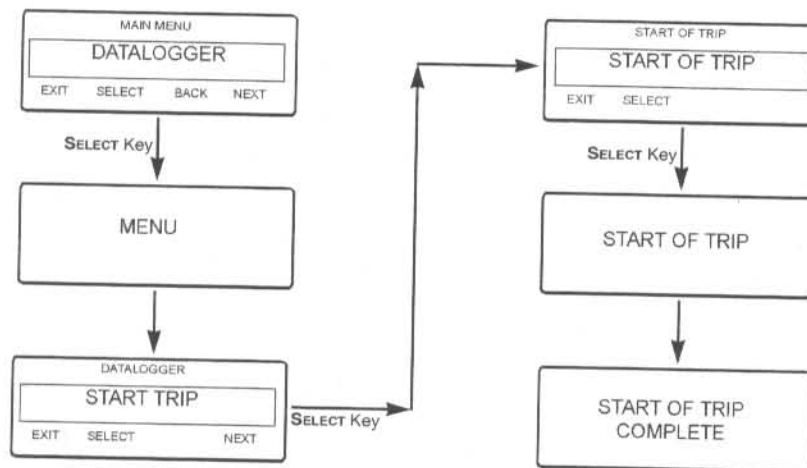 MAIN MENU
DATALOGGER
EXIT SELECT BACK NEXT
SELECT Key
MENU
DATALOGGER
START TRIP
EXIT SELECT NEXT
SELECT Key
START OF TRIP
START OF TRIP
EXIT SELECT
SELECT Key
START OF TRIP
START OF TRIP
COMPLETE